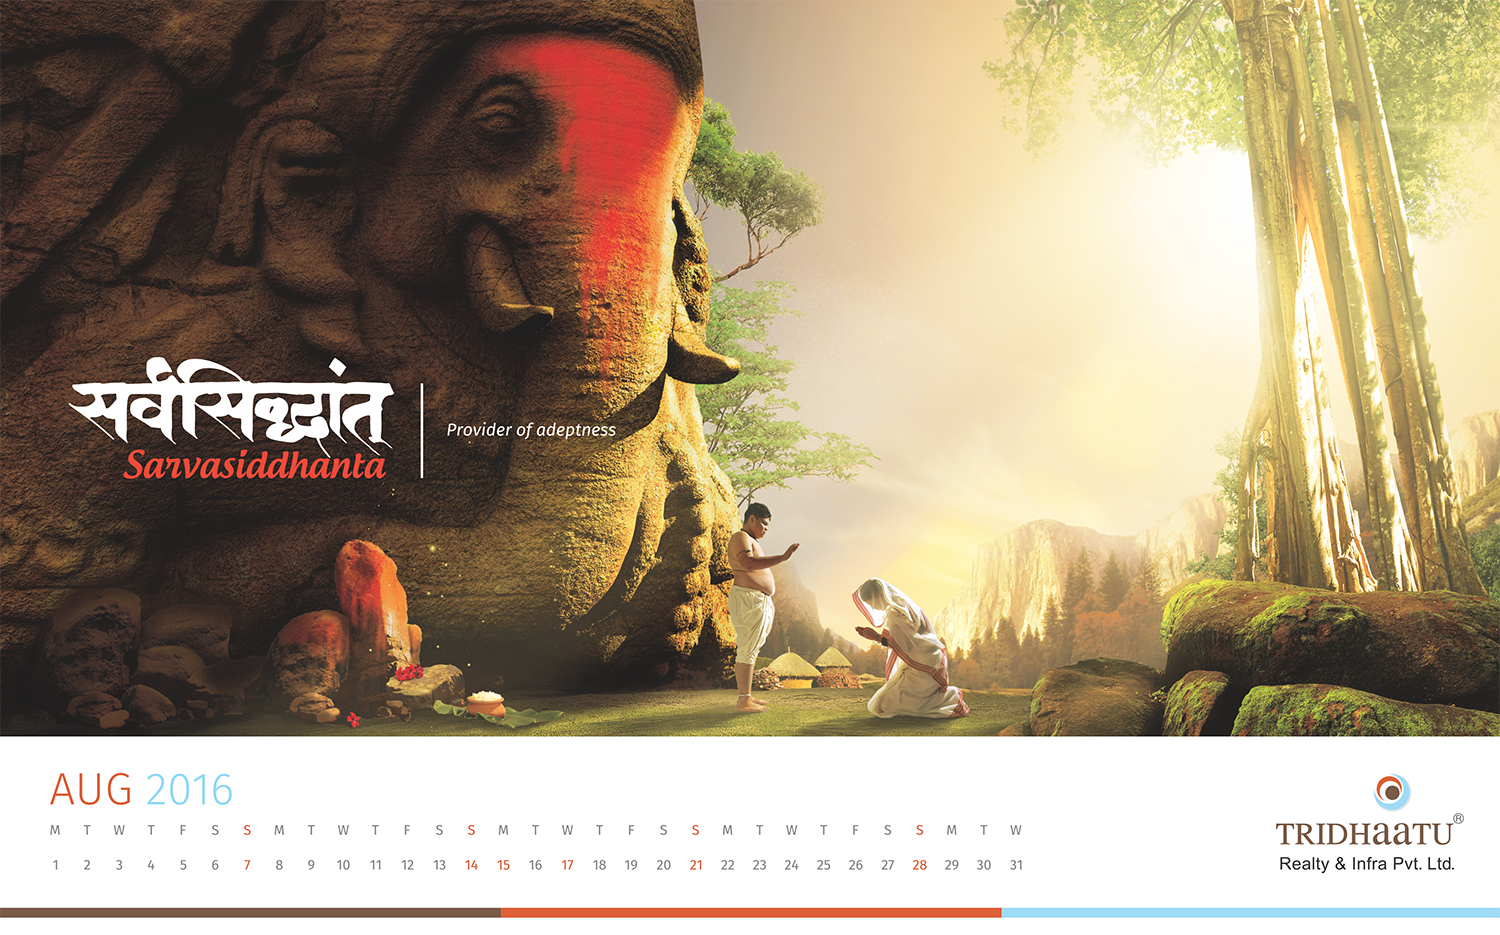 सर्वसिद्धांत्
Sarvasiddhanta
Provider of adeptness
AUG 2016
M T W T F S S M T W T F S S M T W T F S S M T W T F S S M T W
1 2 3 4 5 6 7 8 9 10 11 12 13 14 15 16 17 18 19 20 21 22 23 24 25 26 27 28 29 30 31
TRIDHaaTU®
Realty & Infra Pvt. Ltd.